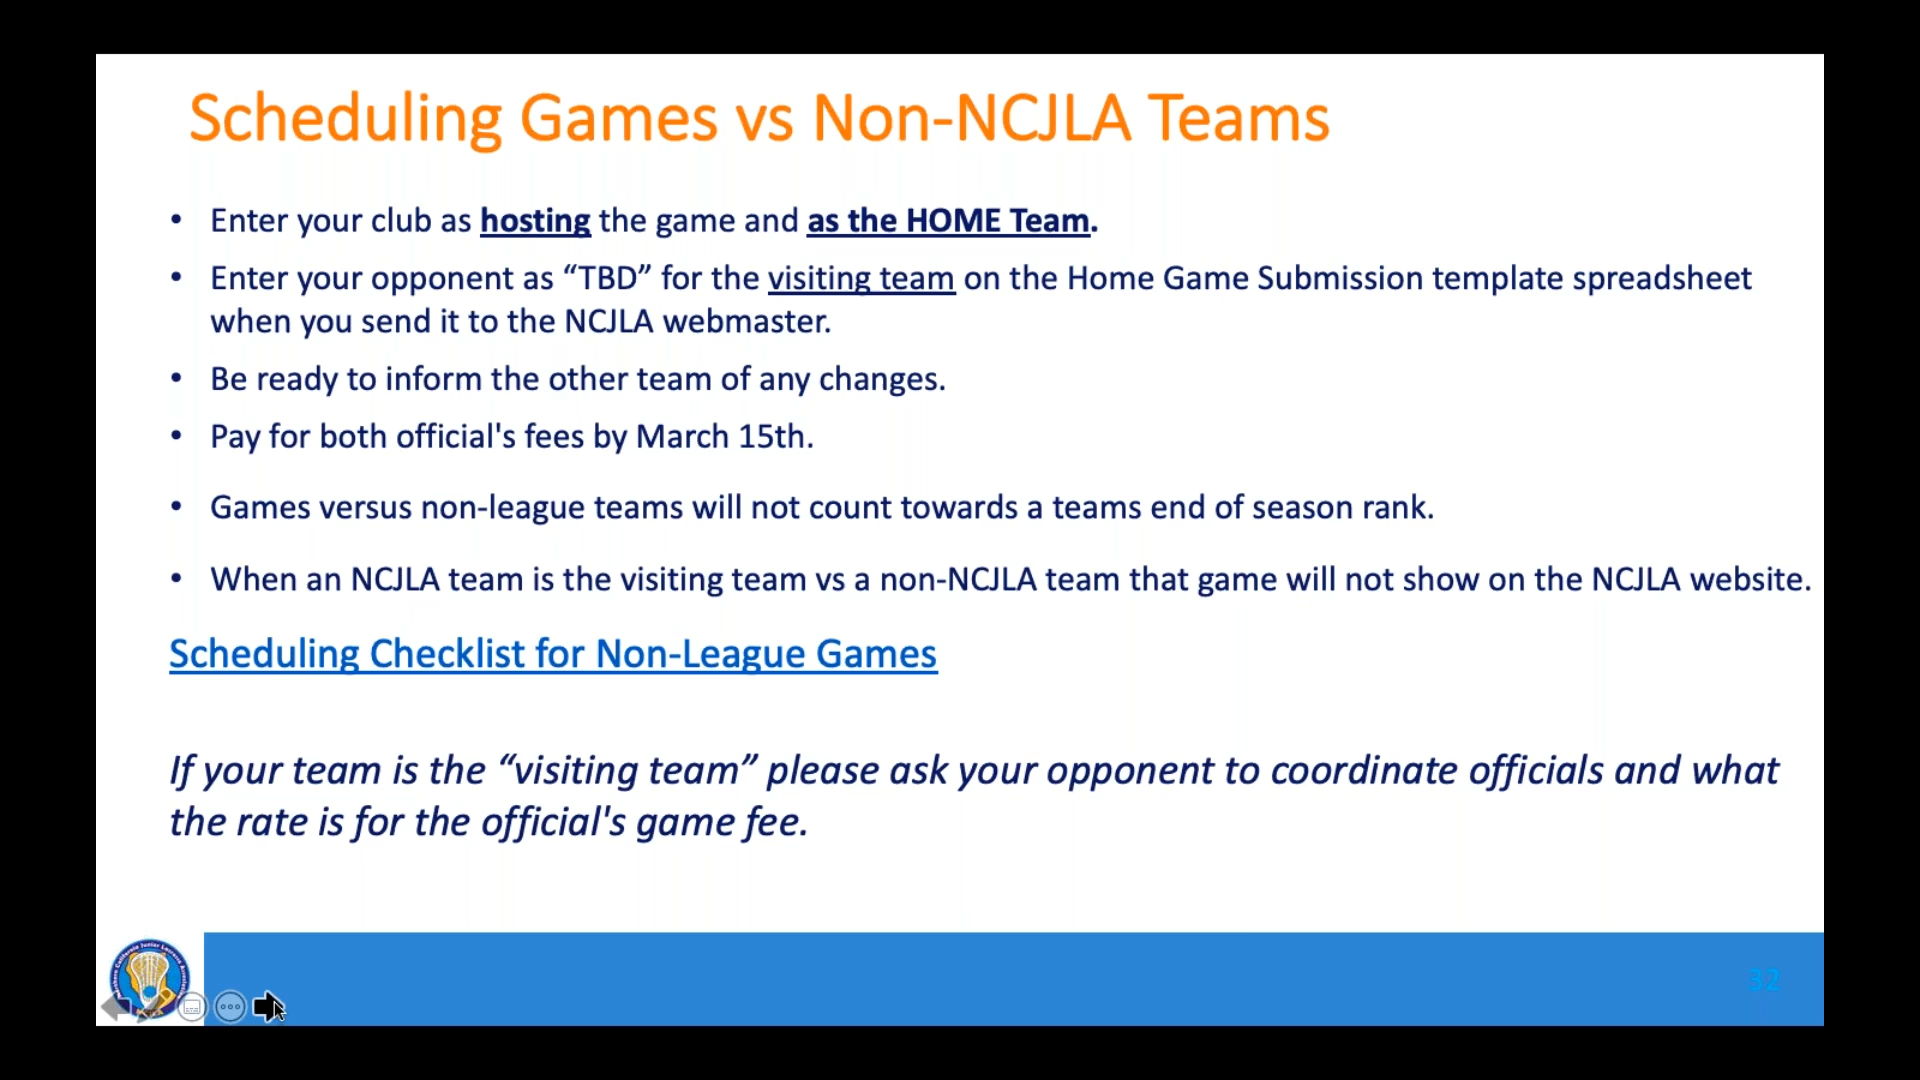 Scheduling Games vs Non-NCJLA Teams
• Enter your club as hosting the game and as the HOME Team.
• Enter your opponent as “TBD” for the visiting team on the Home Game Submission template spreadsheet
when you send it to the NCJLA webmaster.
• Be ready to inform the other team of any changes.
• Pay for both official's fees by March 15th.
• Games versus non-league teams will not count towards a teams end of season rank.
• When an NCJLA team is the visiting team vs a non-NCJLA team that game will not show on the NCJLA website.
Scheduling Checklist for Non-League Games
If your team is the “visiting team” please ask your opponent to coordinate officials and what
the rate is for the official's game fee.
32